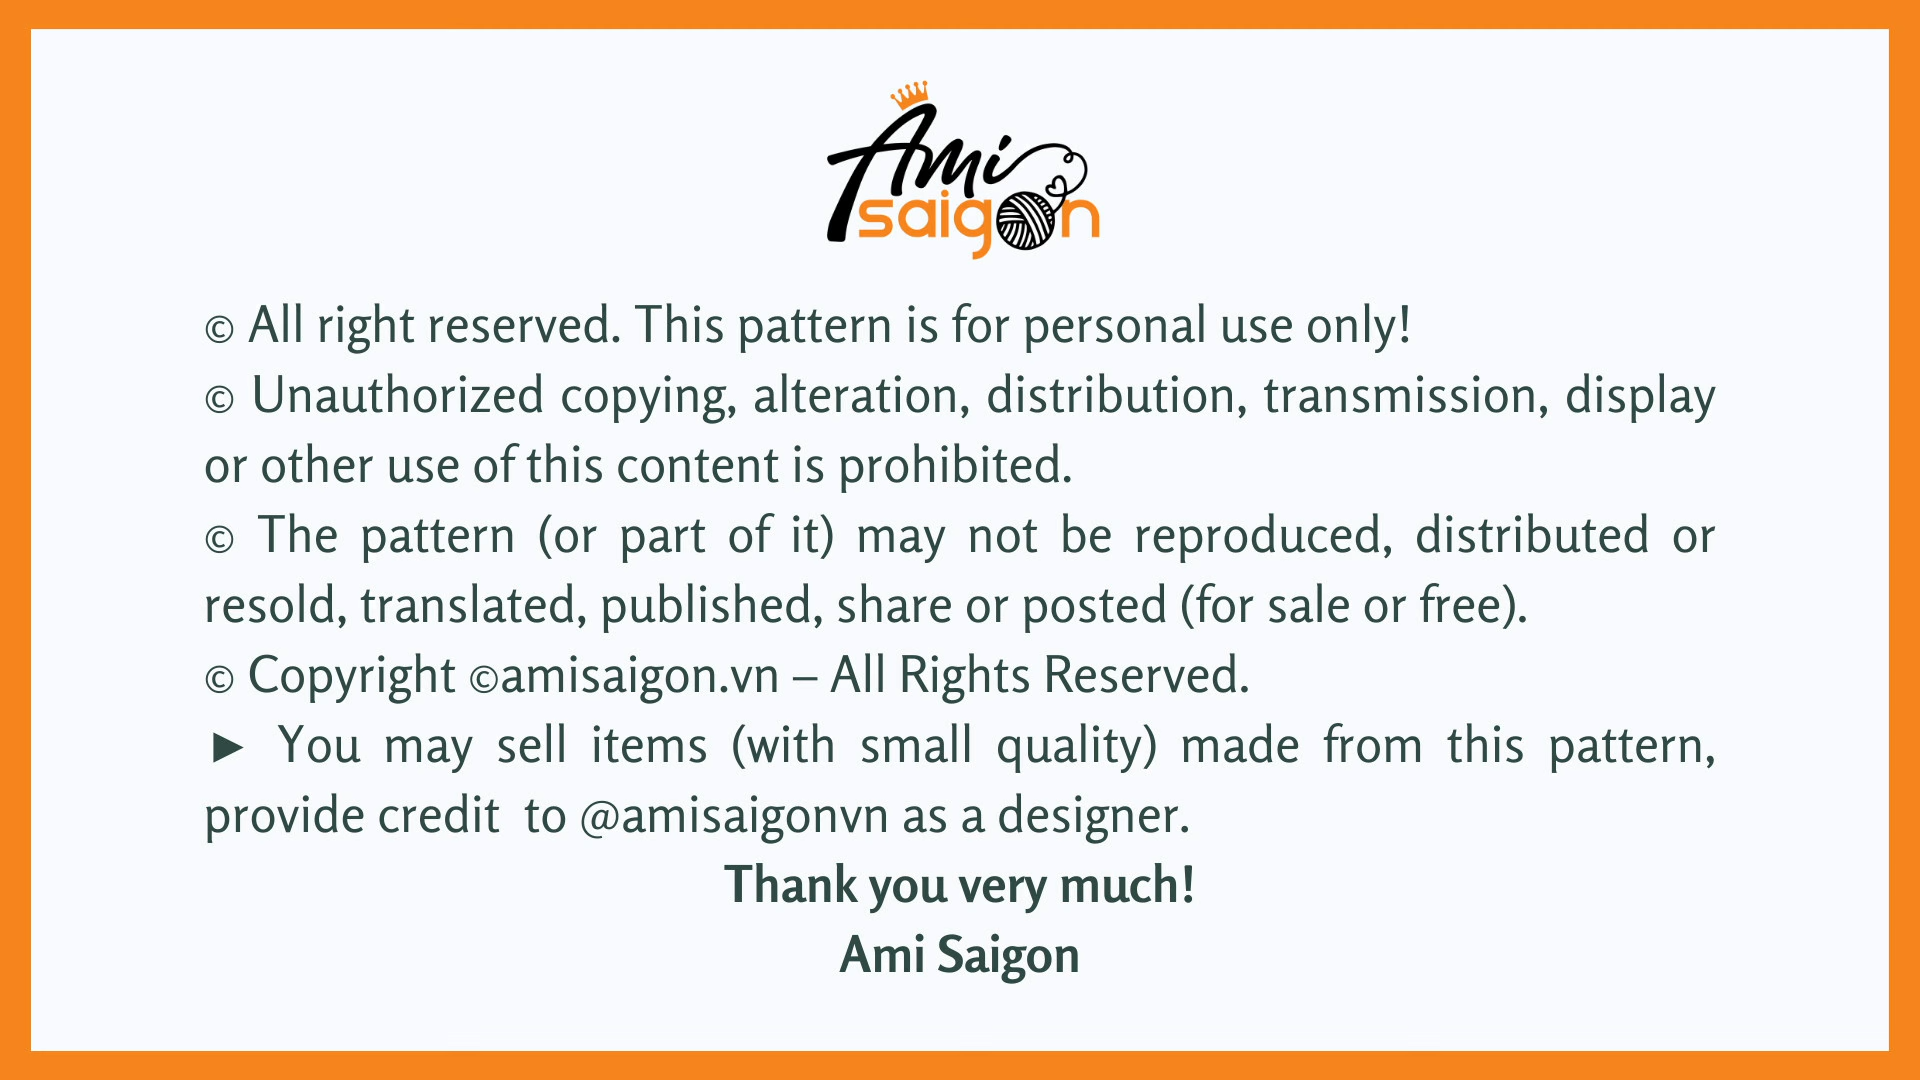 Ami
saigon
© All right reserved. This pattern is for personal use only!
© Unauthorized copying, alteration, distribution, transmission, display
or other use of this content is prohibited.
© The pattern (or part of it) may not be reproduced, distributed or
resold, translated, published, share or posted (for sale or free).
© Copyright ©amisaigon.vn – All Rights Reserved.
► You may sell items (with small quality) made from this pattern,
provide credit  to @amisaigonvn as a designer.
Thank you very much!
Ami Saigon